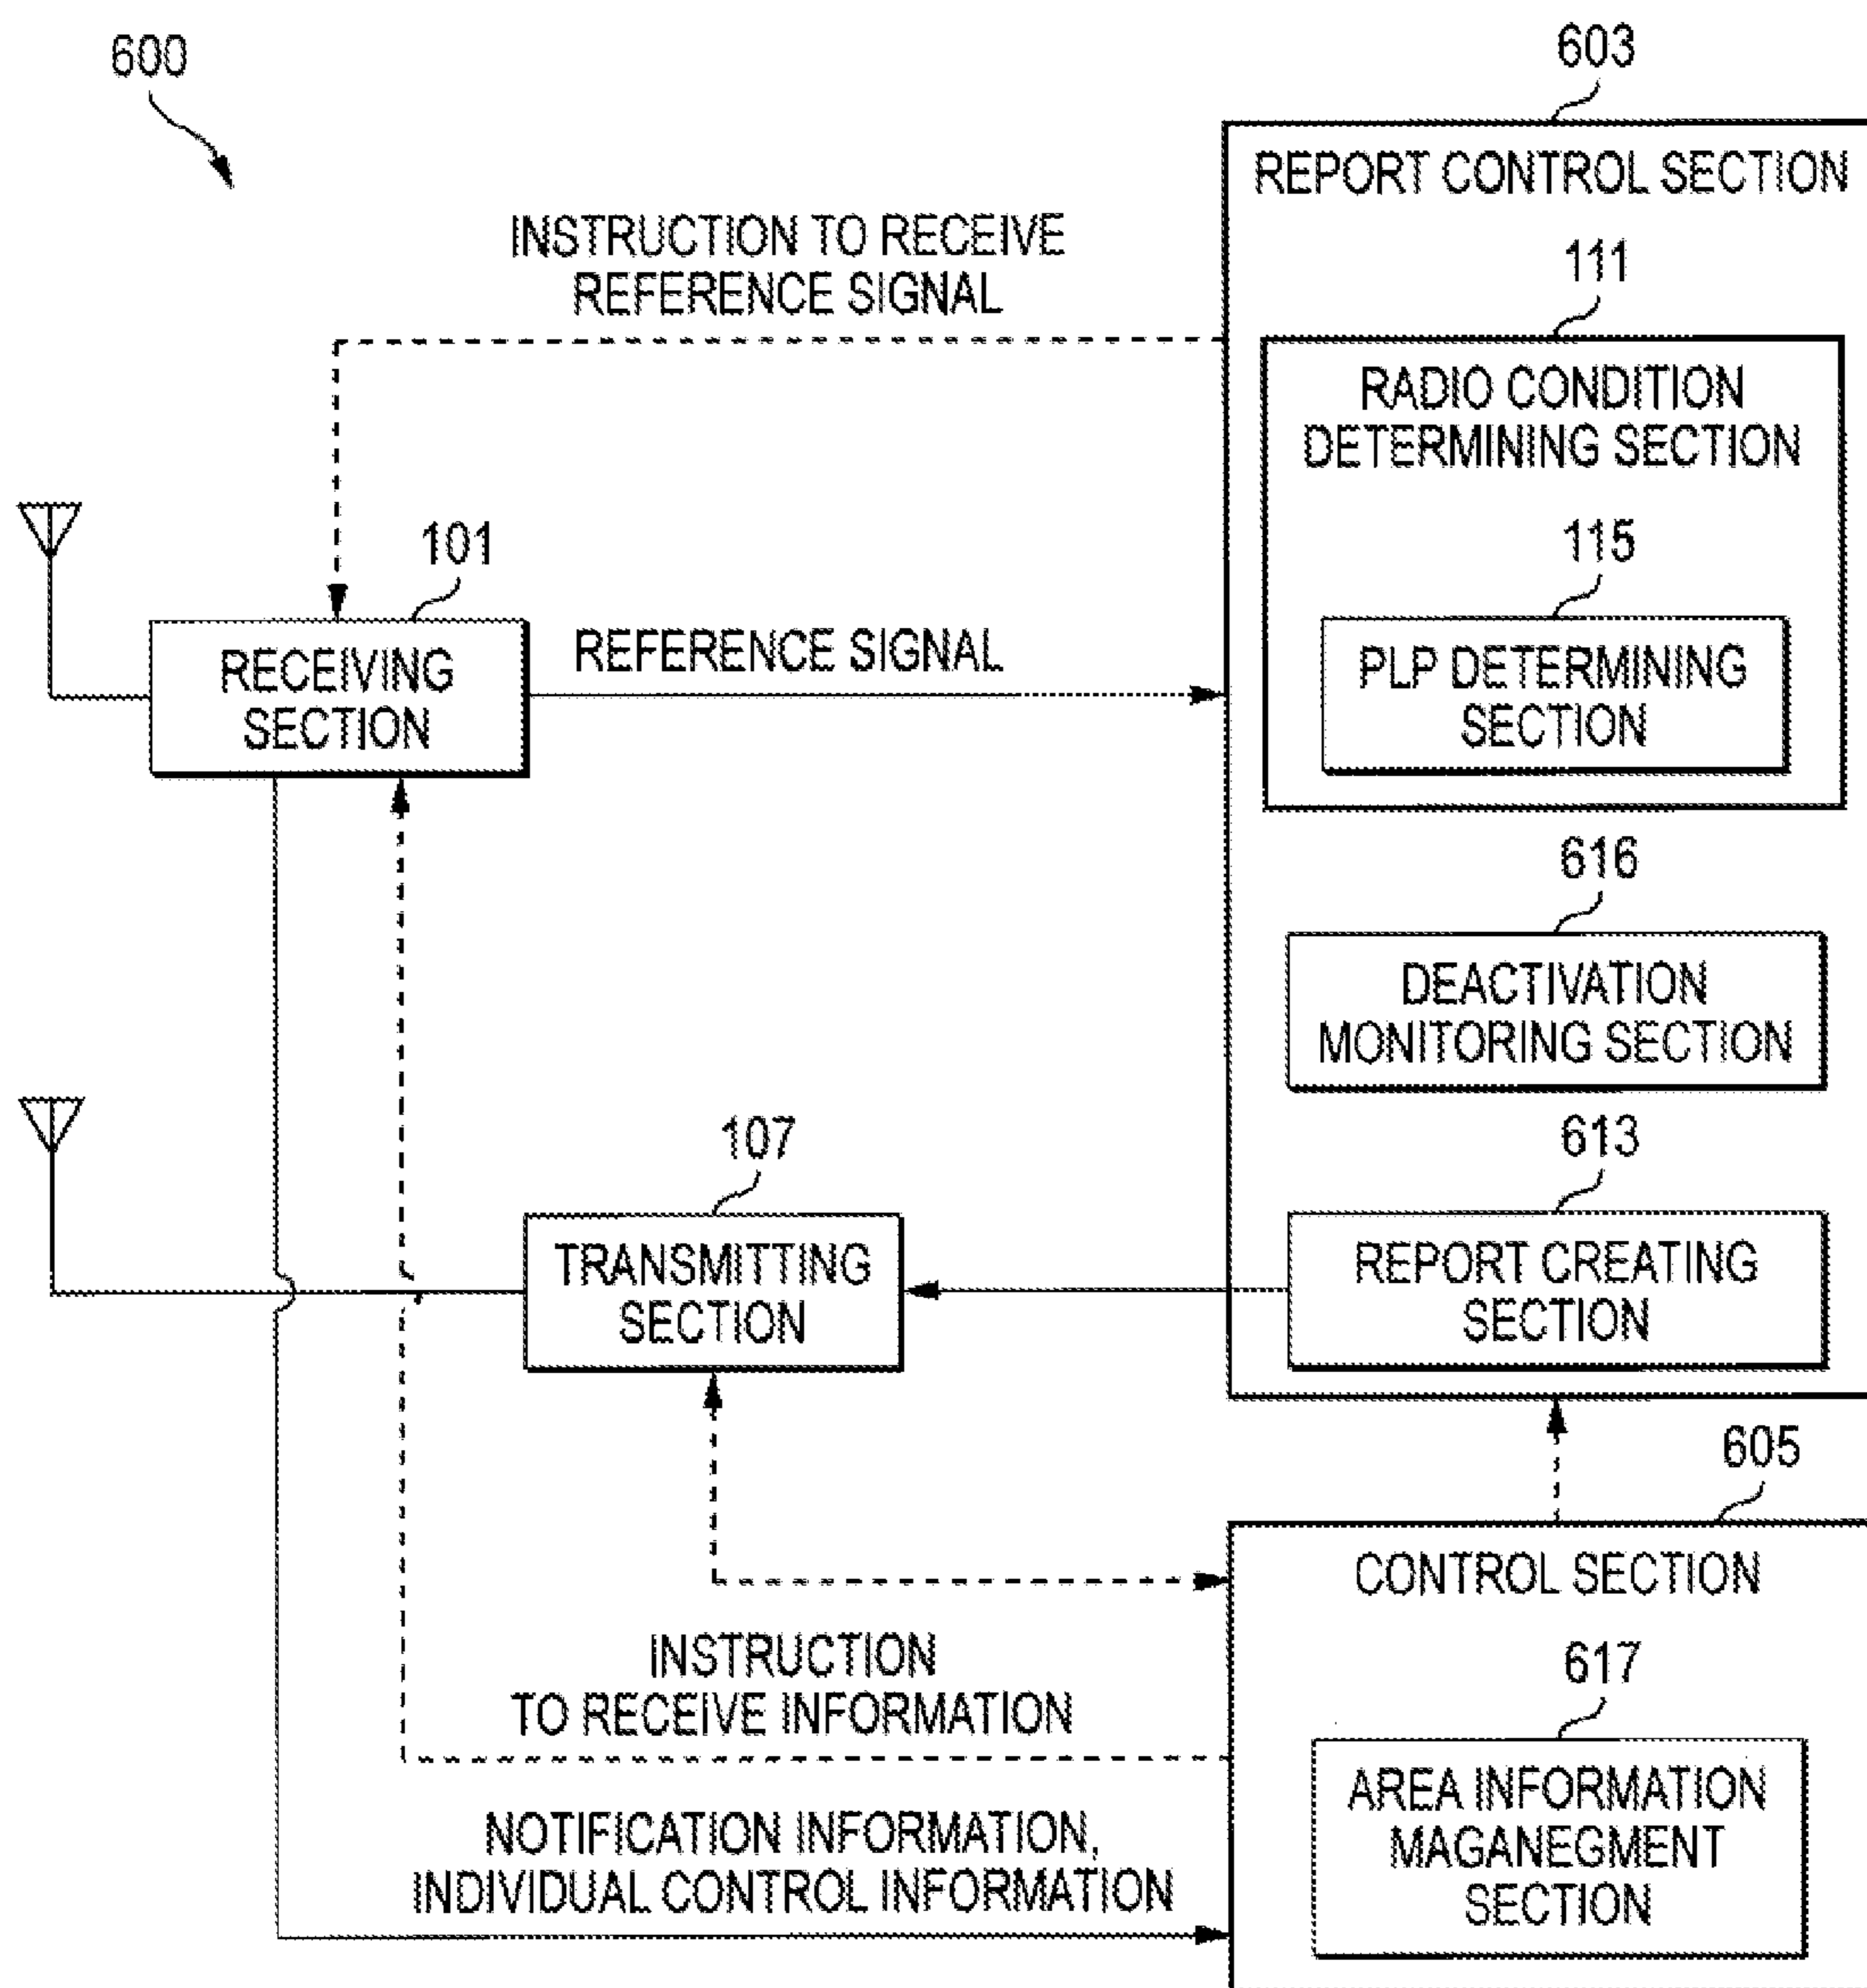 600
603
REPORT CONTROL SECTION
INSTRUCTION TO RECEIVE
REFERENCE SIGNAL
111
RADIO CONDITION
DETERMINING SECTION
101
RECEIVING
SECTION
REFERENCE SIGNAL
115
PLP DETERMINING
SECTION
616
DEACTIVATION
MONITORING SECTION
107
TRANSMITTING
SECTION
613
REPORT CREATING
SECTION
605
CONTROL SECTION
INSTRUCTION
TO RECEIVE INFORMATION
617
AREA INFORMATION
MAGANEGMENT
SECTION
NOTIFICATION INFORMATION,
INDIVIDUAL CONTROL INFORMATION